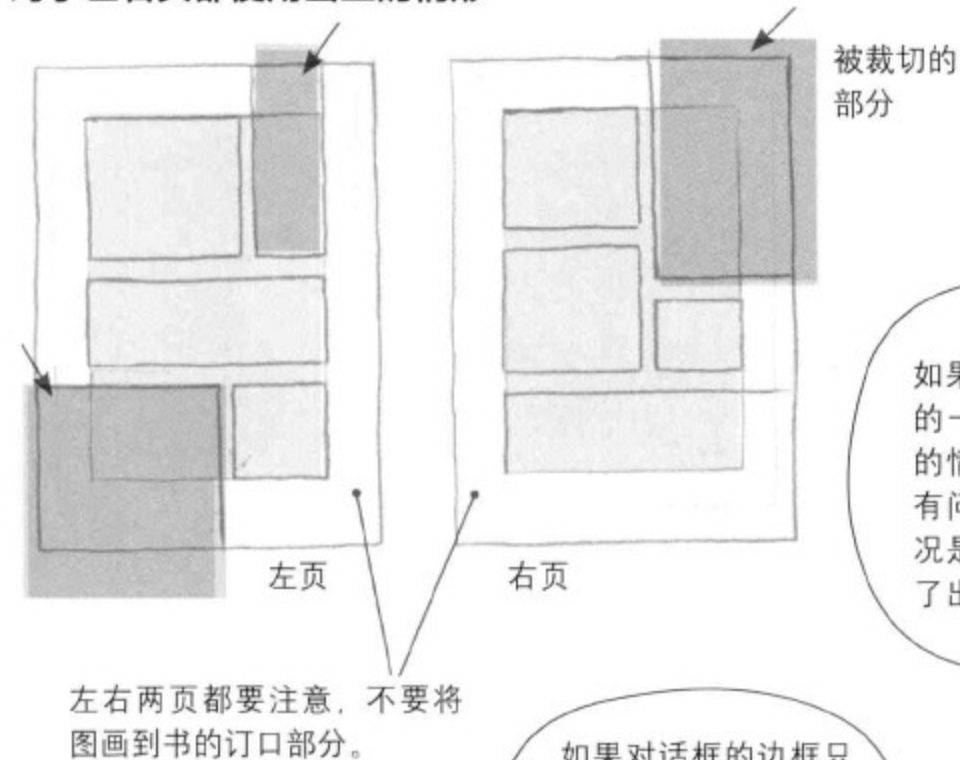 被裁切的
部分
如果
的一
的情
有问
况是
了出
左页
右页
左右两页都要注意，不要将
图画到书的订口部分。
如果对话框的边框只